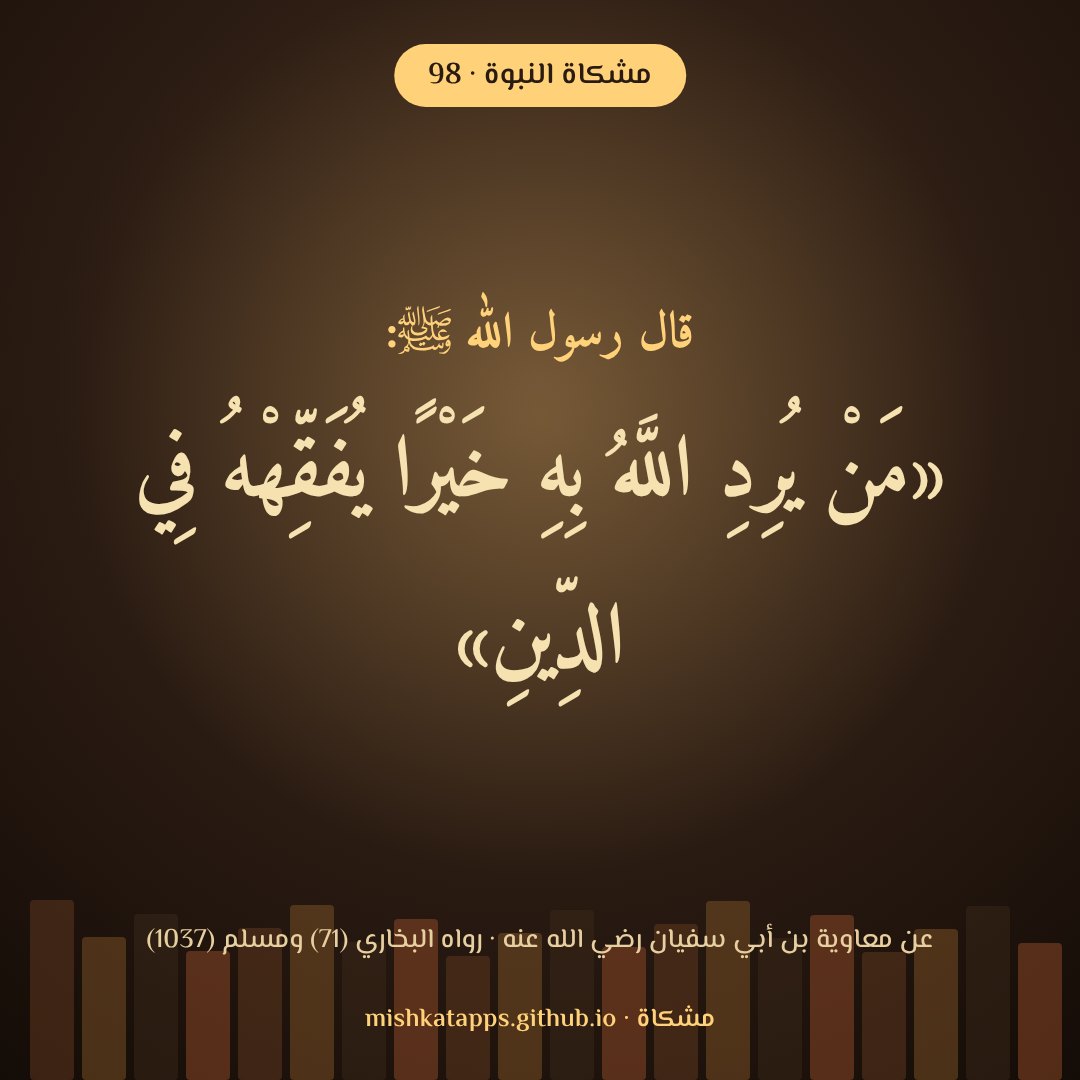 مشكاة النبوة · 98
قال رسول الله ﷺ:
«مَنْ يُرِدِ اللَّهُ بِهِ خَيْرًا يُفَقِّهْهُ فِي
الدِّينِ»
عن معاوية بن أبي سفيان رضي الله عنه · رواه البخاري (71) ومسلم (1037)
مشكاة · mishkatapps.github.io